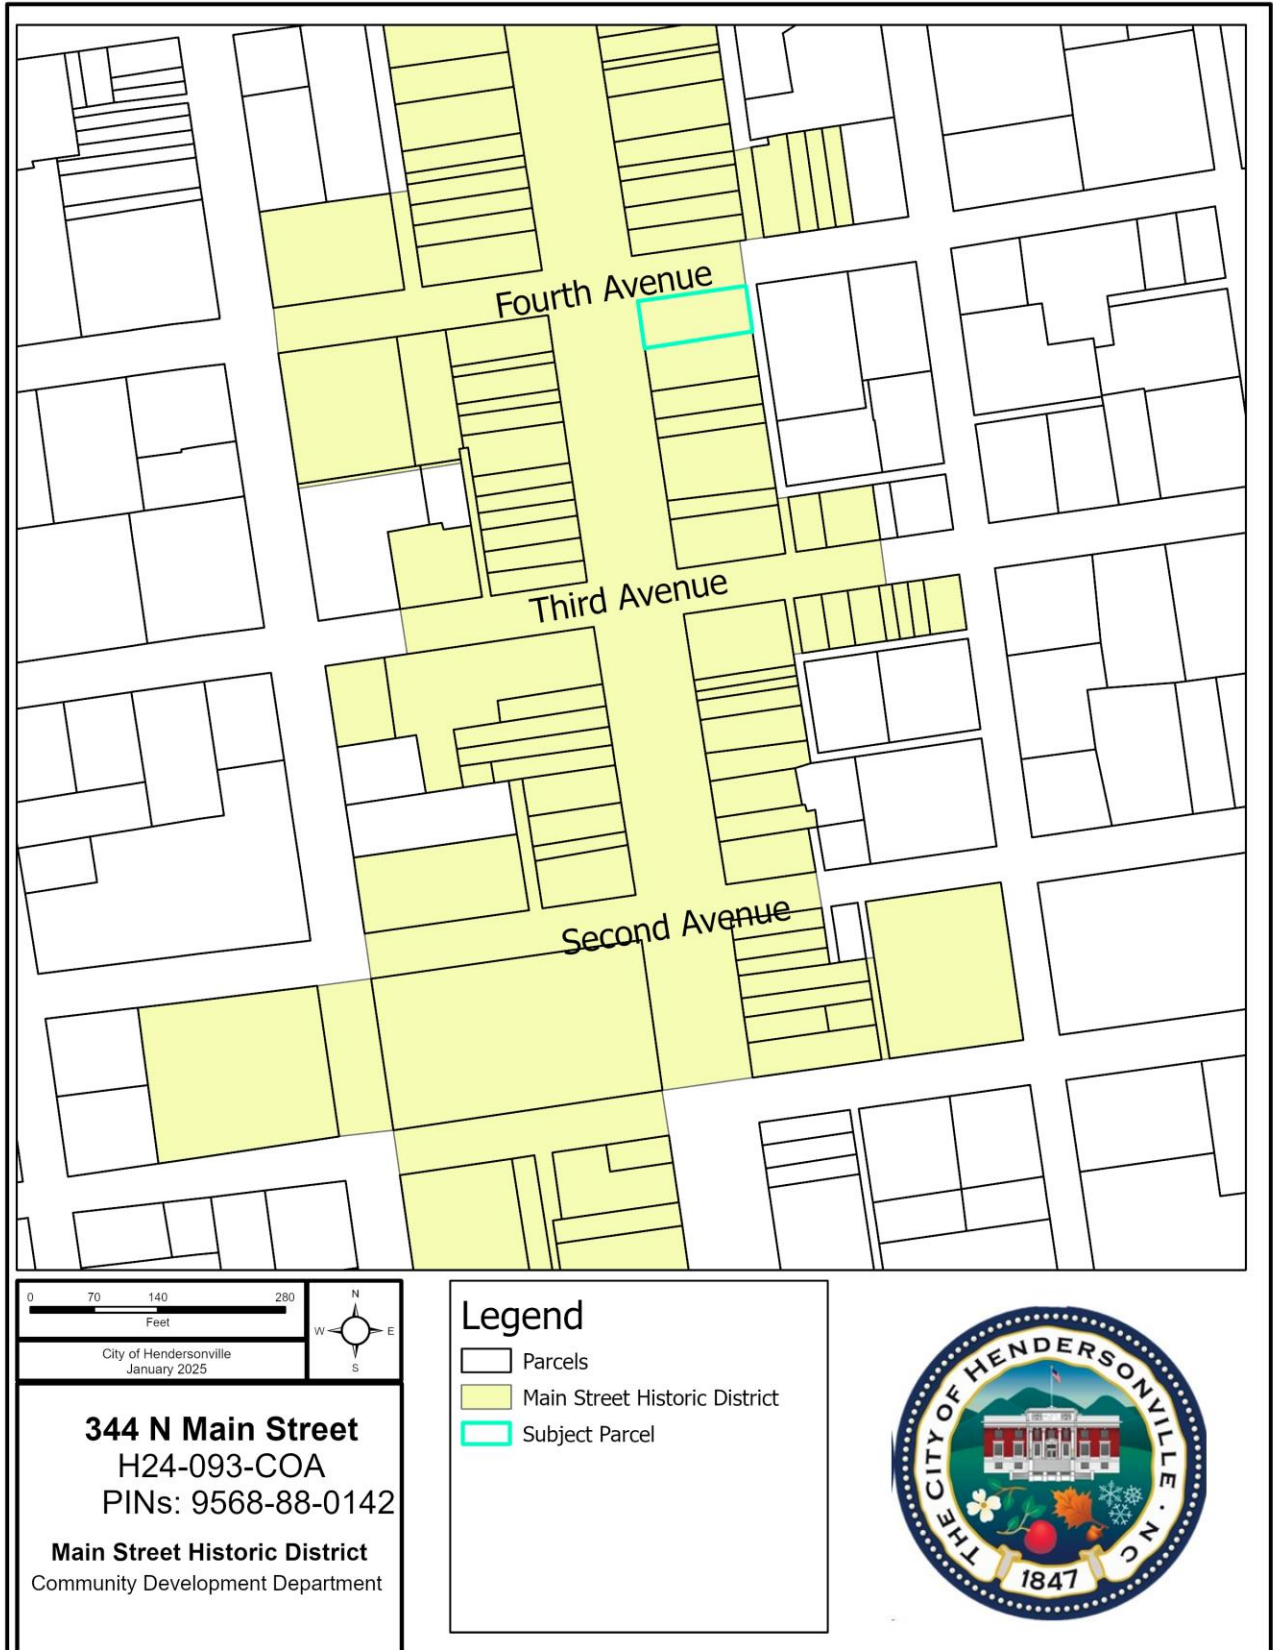 Fourth Avenue
Third Avenue
Second Avenue
0 70 140 280
Feet
City of Hendersonville
January 2025
N
W E
S
344 N Main Street
H24-093-COA
PINs: 9568-88-0142
Main Street Historic District
Community Development Department
Legend
Parcels
Main Street Historic District
Subject Parcel
THE CITY OF HENDERSONVILLE · NC
1847